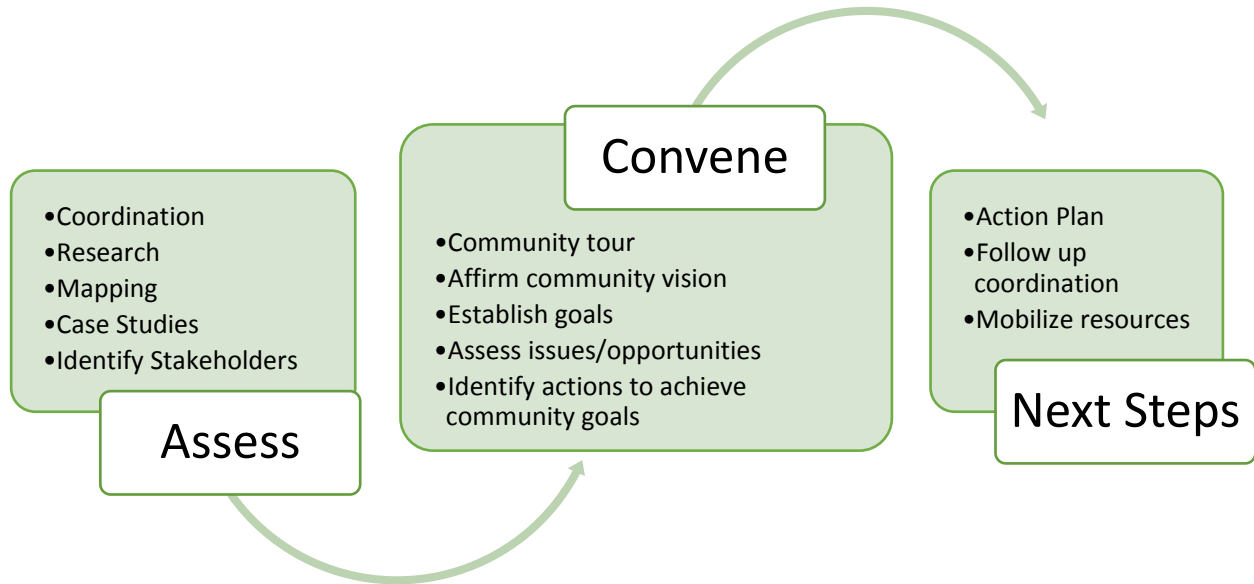 •Coordination
•Research
•Mapping
•Case Studies
•Identify Stakeholders
Assess
Convene
•Community tour
•Affirm community vision
•Establish goals
•Assess issues/opportunities
•Identify actions to achieve
community goals
•Action Plan
•Follow up
coordination
•Mobilize resources
Next Steps